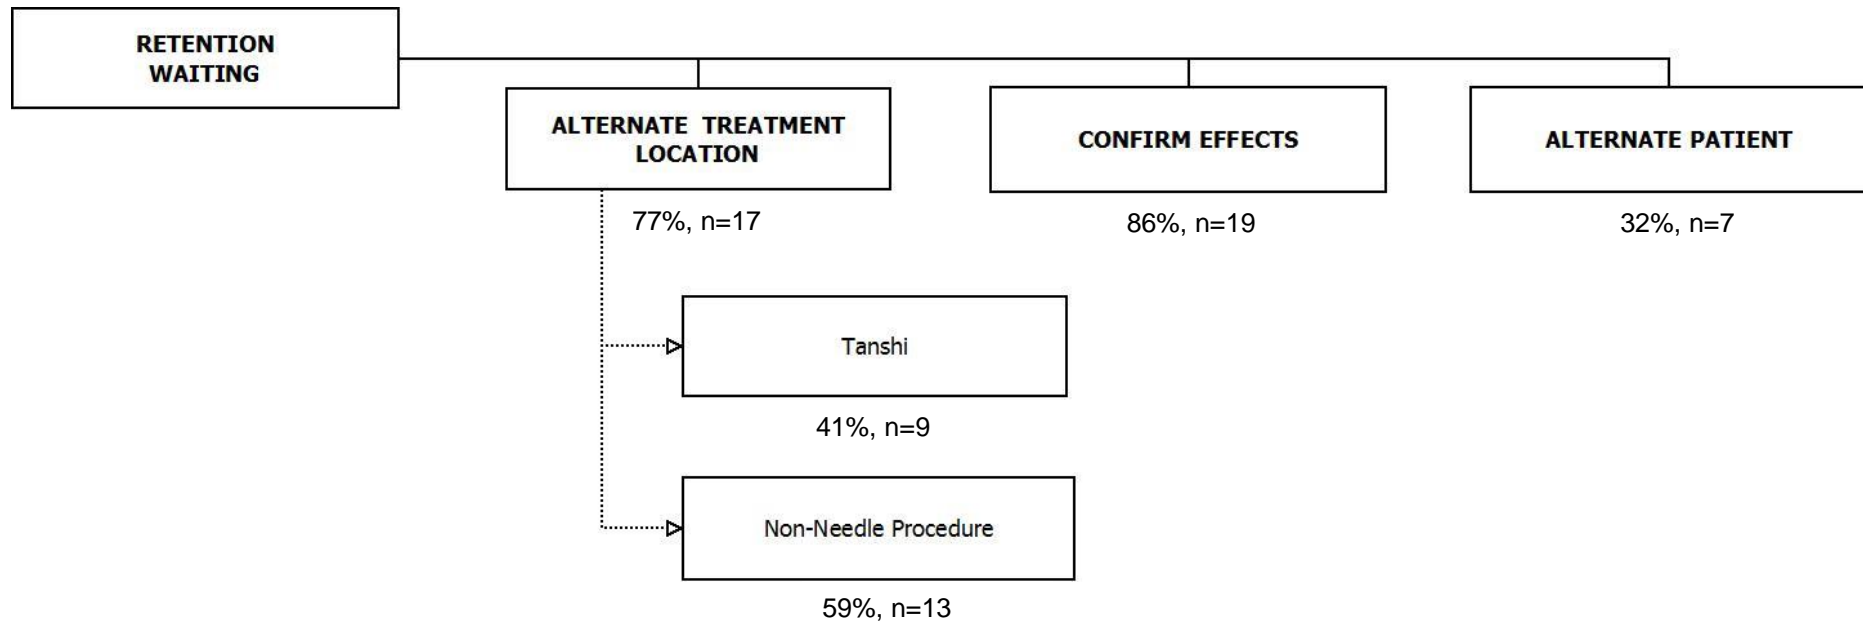 RETENTION
WAITING
ALTERNATE TREATMENT
LOCATION
77%, n=17
CONFIRM EFFECTS
86%, n=19
ALTERNATE PATIENT
32%, n=7
Tanshi
41%, n=9
Non-Needle Procedure
59%, n=13